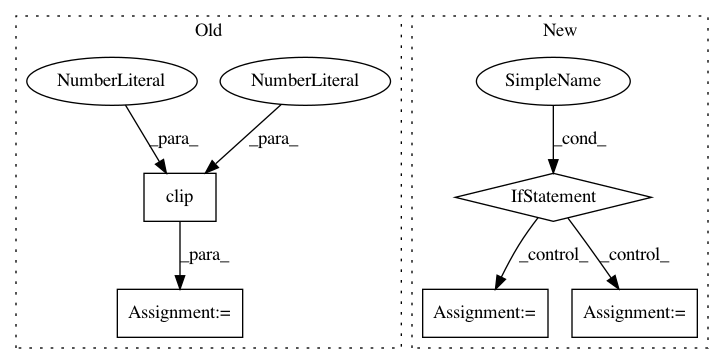 Old
New
NumberLiteral
NumberLiteral
SimpleName
_para_
_para_
_cond_
clip
IfStatement
_para_
_control_
_control_
Assignment:=
Assignment:=
Assignment:=